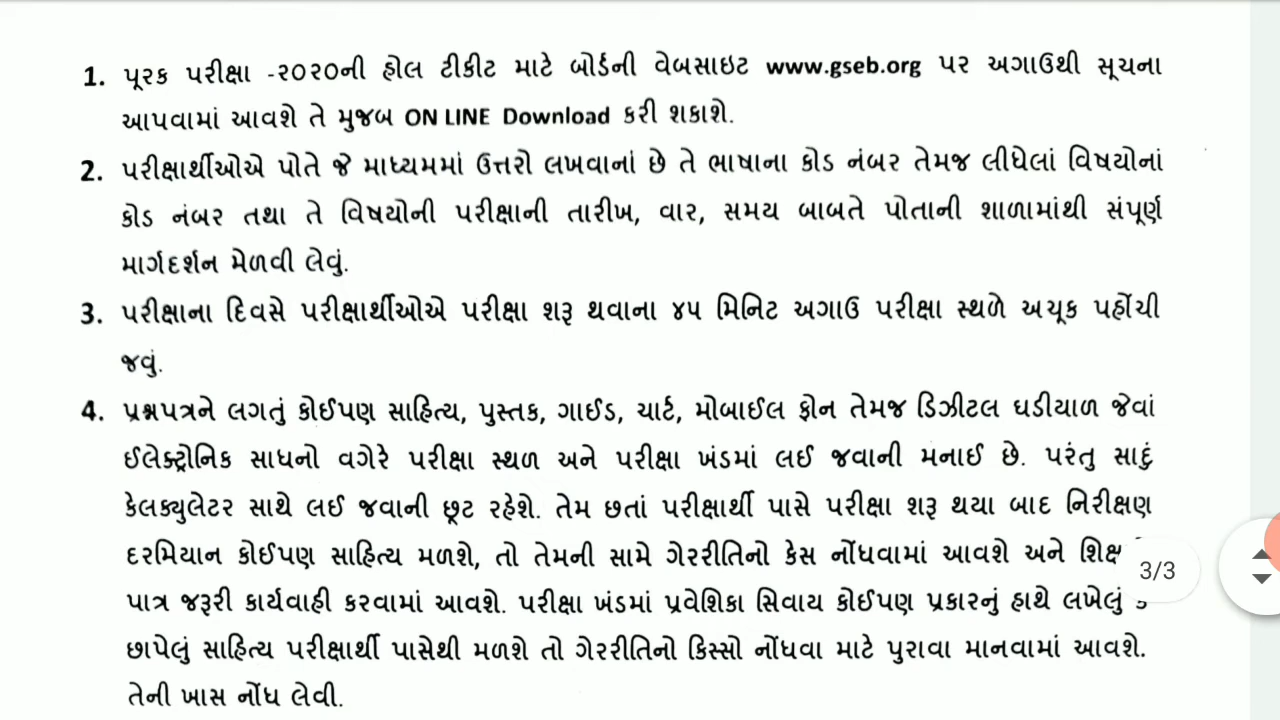 1. પૂરક પરીક્ષા -૨૦૨૦ની હોલ ટીકીટ માટે બોર્ડની વેબસાઇટ www.gseb.org પર અગાઉથી સૂચના
આપવામાં આવશે તે મુજબ ON LINE Download કરી શકાશે.
2. પરીક્ષાર્થીઓએ પોતે જે માધ્યમમાં ઉત્તરો લખવાનાં છે તે ભાષાના કોડ નંબર તેમજ લીધેલાં વિષયોનાં
કોડ નંબર તથા તે વિષયોની પરીક્ષાની તારીખ, વાર, સમય બાબતે પોતાની શાળામાંથી સંપૂર્ણ
માર્ગદર્શન મેળવી લેવું.
3. પરીક્ષાના દિવસે પરીક્ષાર્થીઓએ પરીક્ષા શરૂ થવાના ૪૫ મિનિટ અગાઉ પરીક્ષા સ્થળે અચૂક પહોંચી
જવું.
4. પ્રશ્નપત્રને લગતું કોઈપણ સાહિત્ય, પુસ્તક, ગાઈડ, ચાર્ટ, મોબાઈલ ફોન તેમજ ડિઝીટલ ઘડીયાળ જેવાં
ઈલેક્ટ્રોનિક સાધનો વગેરે પરીક્ષા સ્થળ અને પરીક્ષા ખંડમાં લઈ જવાની મનાઈ છે. પરંતુ સાદું
કેલક્યુલેટર સાથે લઈ જવાની છૂટ રહેશે. તેમ છતાં પરીક્ષાર્થી પાસે પરીક્ષા શરૂ થયા બાદ નિરીક્ષણ
દરમિયાન કોઈપણ સાહિત્ય મળશે, તો તેમની સામે ગેરરીતિનો કેસ નોંધવામાં આવશે અને
3/3
પાત્ર જરૂરી કાર્યવાહી કરવામાં આવશે. પરીક્ષા ખંડમાં પ્રવેશિકા સિવાય કોઈપણ પ્રકારનું હાથે લખેલું
છાપેલું સાહિત્ય પરીક્ષાર્થી પાસેથી મળશે તો ગેરરીતિનો કિસ્સો નોંધવા માટે પુરાવા માનવામાં આવશે.
તેની ખાસ નોંધ લેવી.